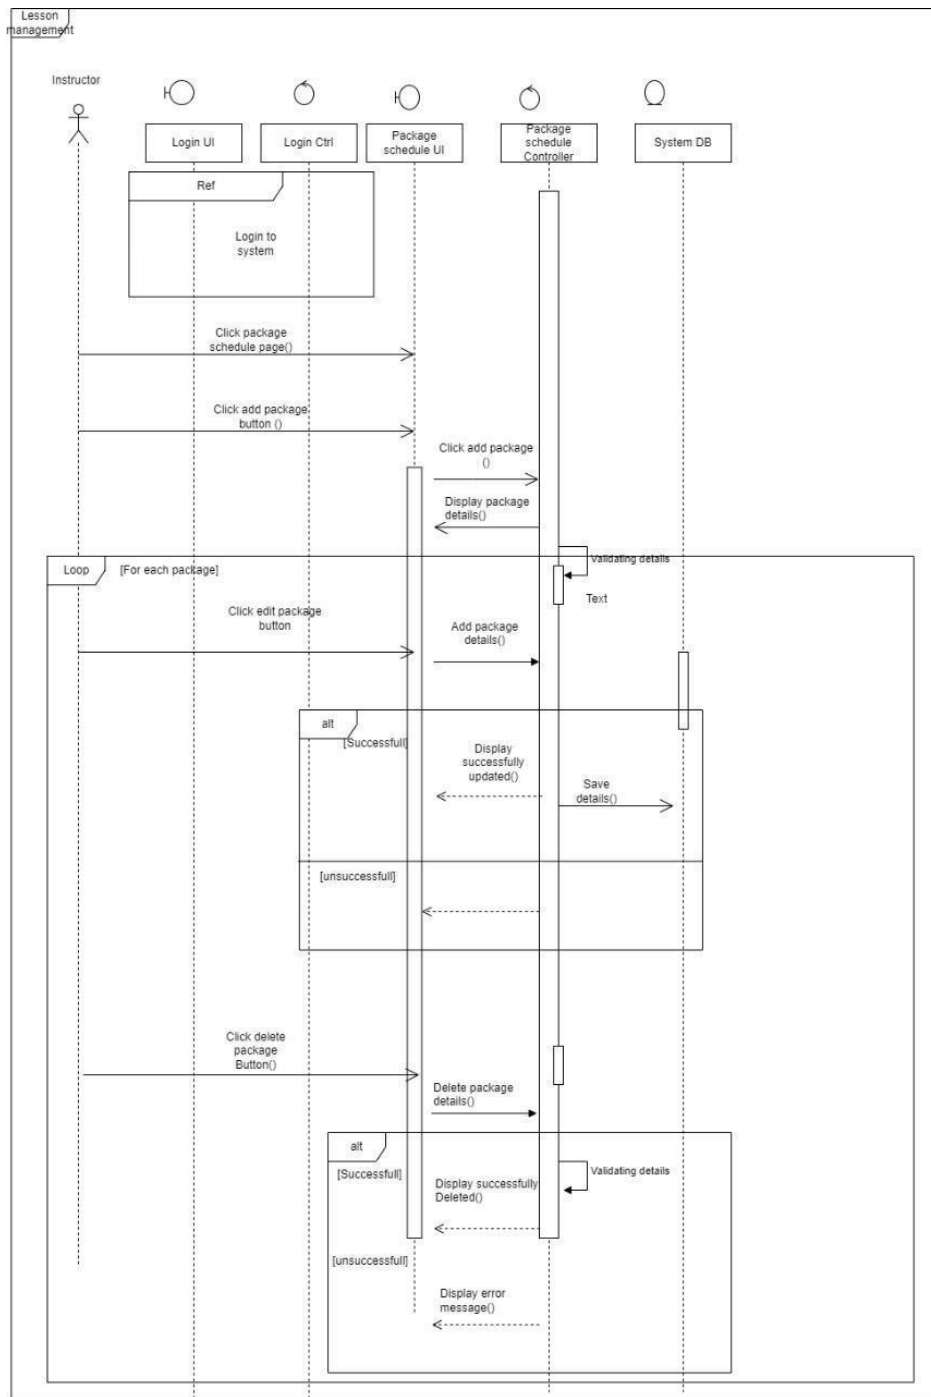 Lesson
management
Instructor
Login UI
Login Ctrl
Package
schedule UI
Package
schedule
Controller
System DB
Ref
Login to
system
Click package
schedule page()
Click add package
button ()
Click add package
()
Display package
details()
Validating details
Text
Loop
[For each package]
Click edit package
button
Add package
details()
alt
[Successfull]
Display
successfully
updated()
Save
details()
[unsuccessfull]
Click delete
package
Button()
Delete package
details()
alt
[Successfull]
Validating details
Display successfully
Deleted()
[unsuccessfull]
Display error
message()